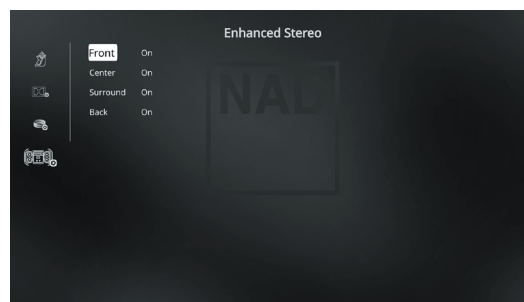 Enhanced Stereo
Front On
Center On
Surround On
Back On
NAD